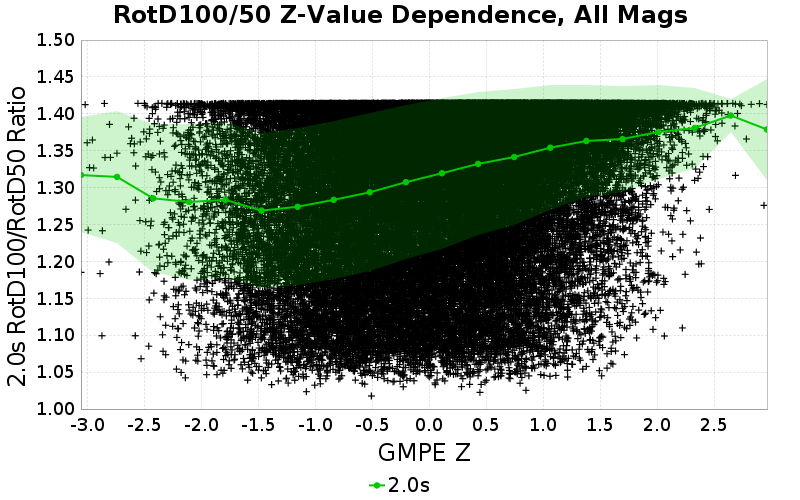 RotD100/50 Z-Value Dependence, All Mags
2.0s RotD100/RotD50 Ratio
1.50
1.45
1.40
1.35
1.30
1.25
1.20
1.15
1.10
1.05
1.00
-3.0 -2.5 -2.0 -1.5 -1.0 -0.5 0.0 0.5 1.0 1.5 2.0 2.5
GMPE Z
2.0s